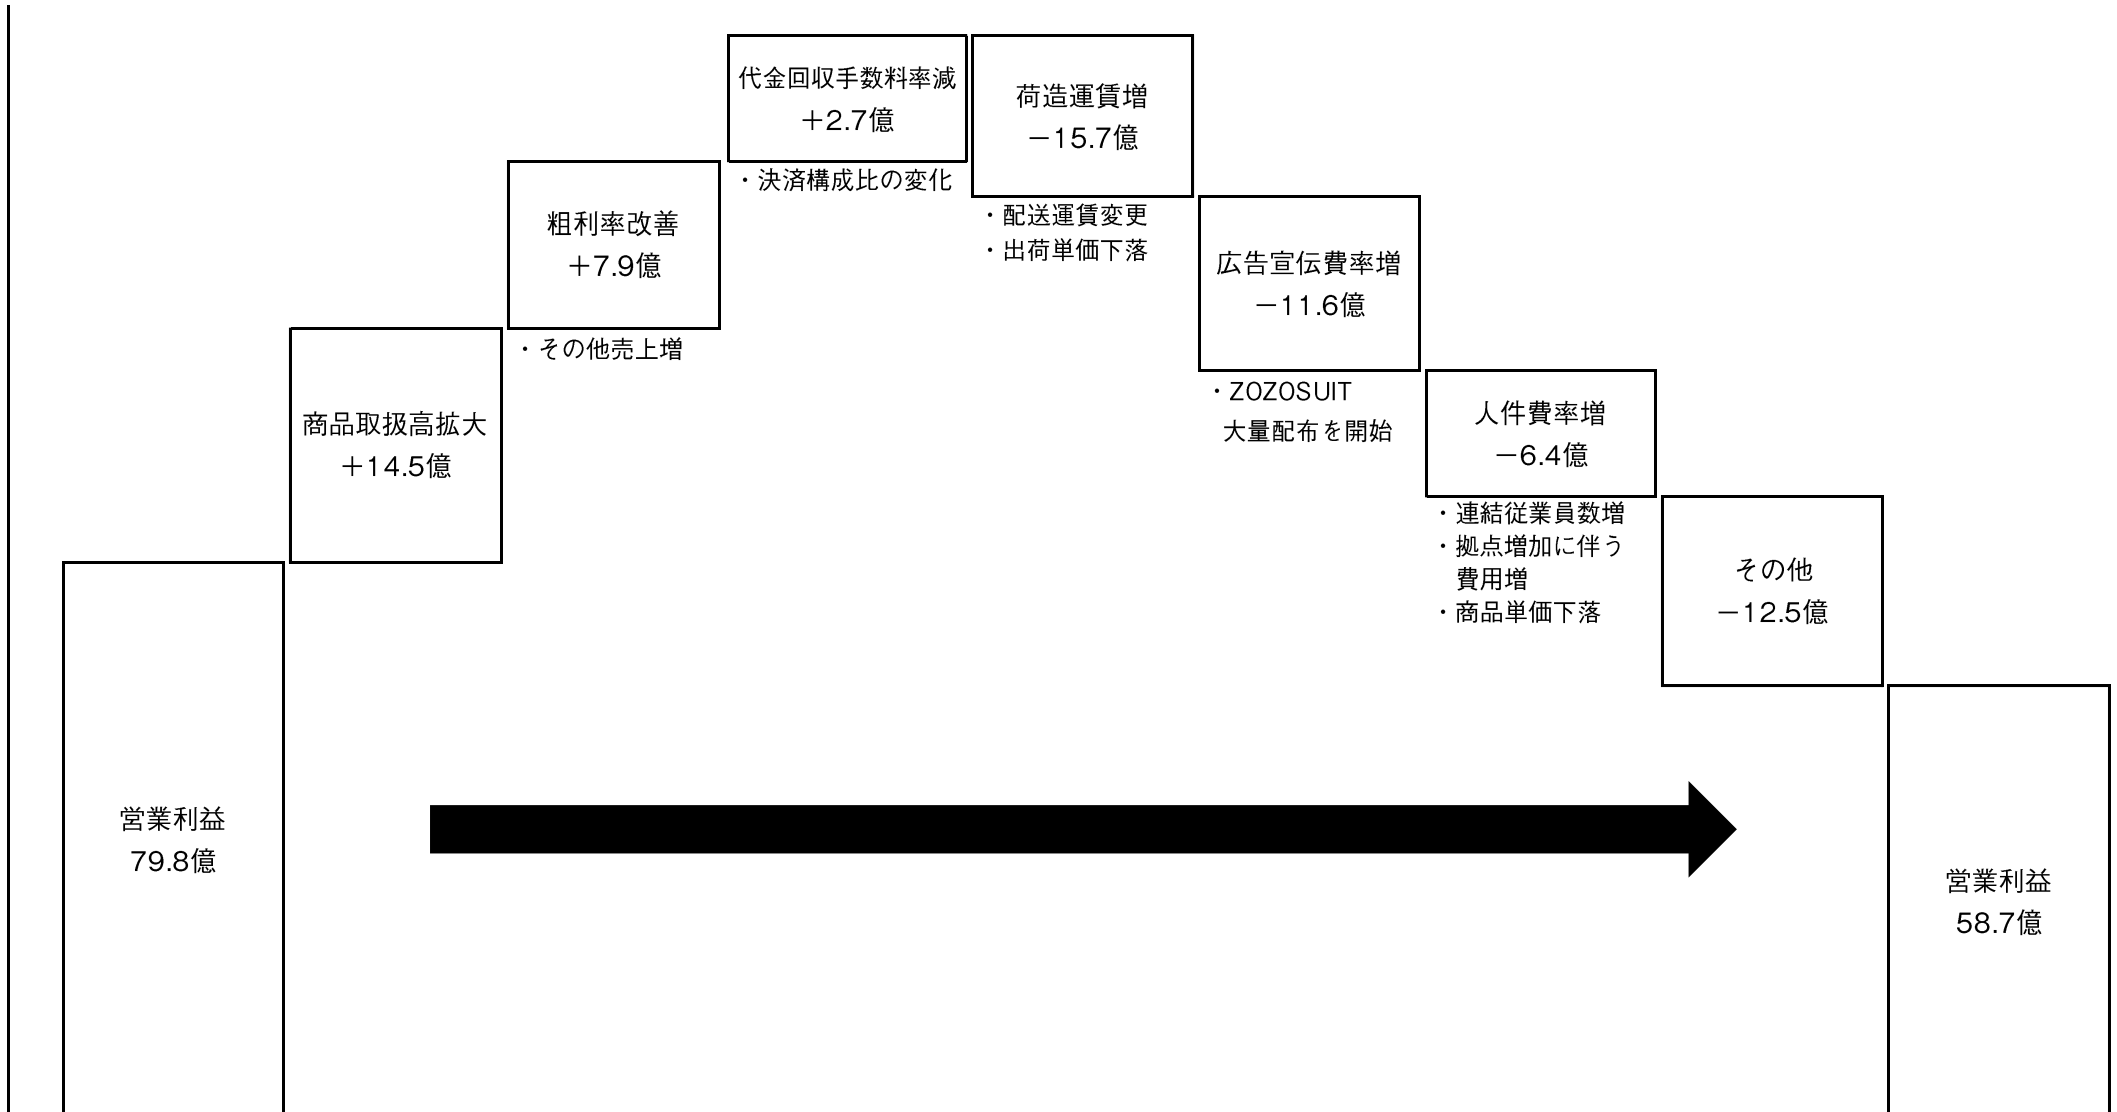 営業利益
79.8億
商品取扱高拡大
＋14.5億
粗利率改善
＋7.9億
・その他売上増
代金回収手数料率減
＋2.7億
・決済構成比の変化
荷造運賃増
－15.7億
・配送運賃変更
・出荷単価下落
広告宣伝費率増
－11.6億
・ZOZOSUIT
大量配布を開始
人件費率増
－6.4億
・連結従業員数増
・拠点増加に伴う
費用増
・商品単価下落
その他
－12.5億
営業利益
58.7億